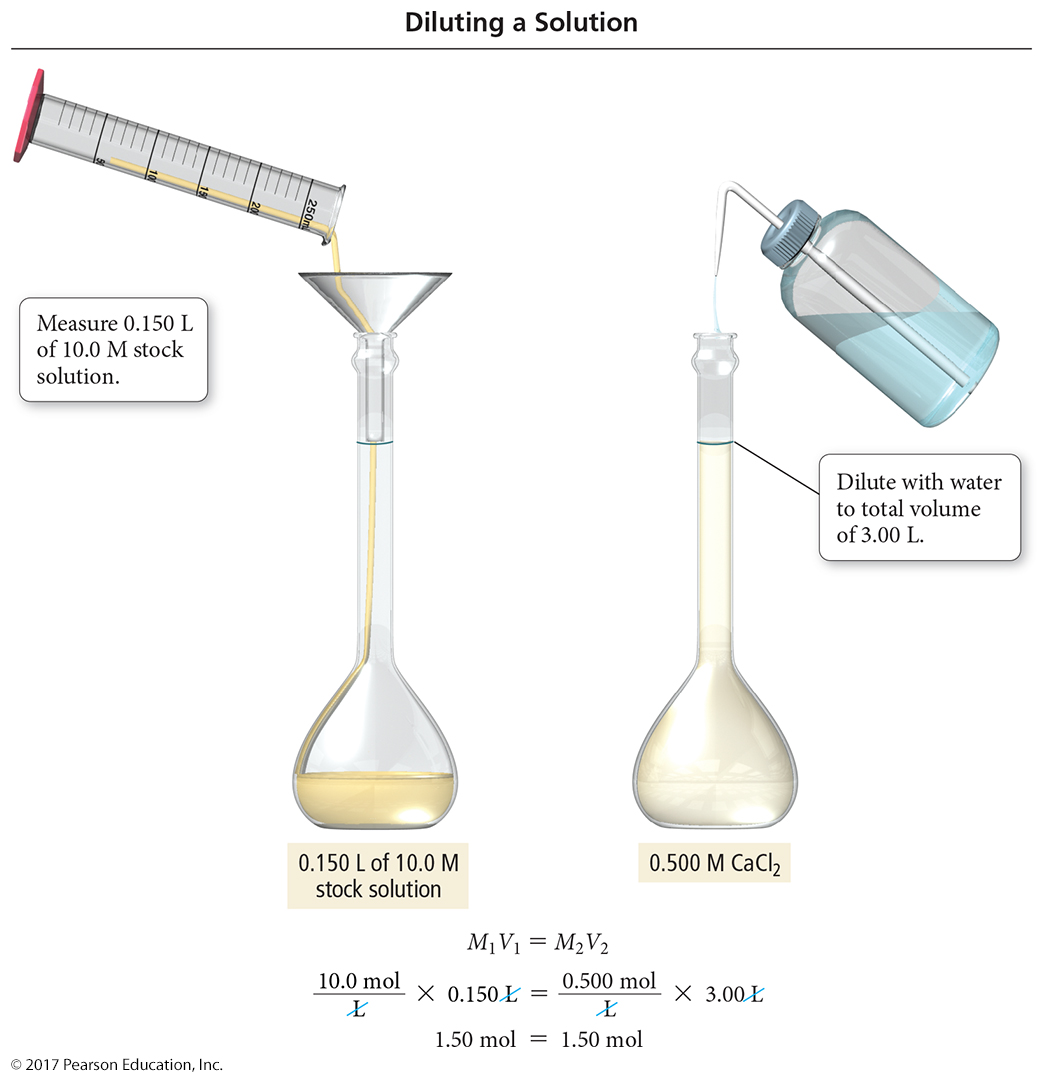 Diluting a Solution
250m
Measure 0.150 L
of 10.0 M stock
solution.
Dilute with water
to total volume
of 3.00 L.
0.150 L of 10.0 M
stock solution
0.500 M CaCl₂
M₁V₁ = M₂V₂
10.0 mol/L × 0.150 L = 0.500 mol/L × 3.00 L
1.50 mol = 1.50 mol
© 2017 Pearson Education, Inc.